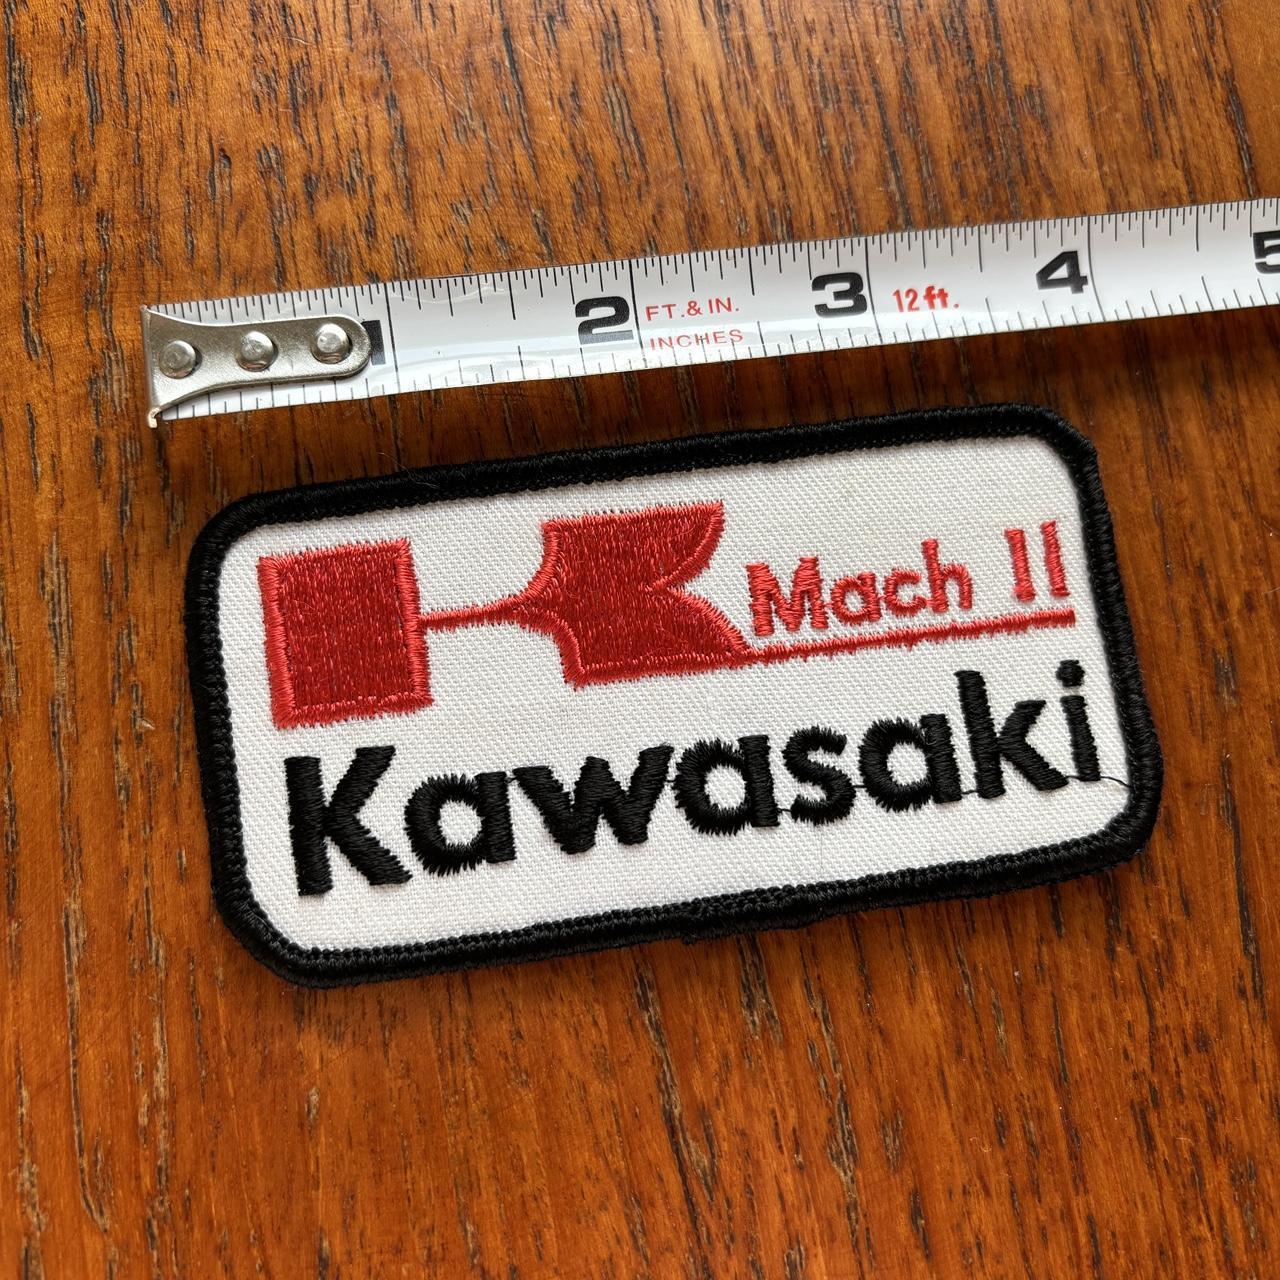 1 2 3 4 5
FT.& IN. 12 ft.
INCHES
Mach II
Kawasaki